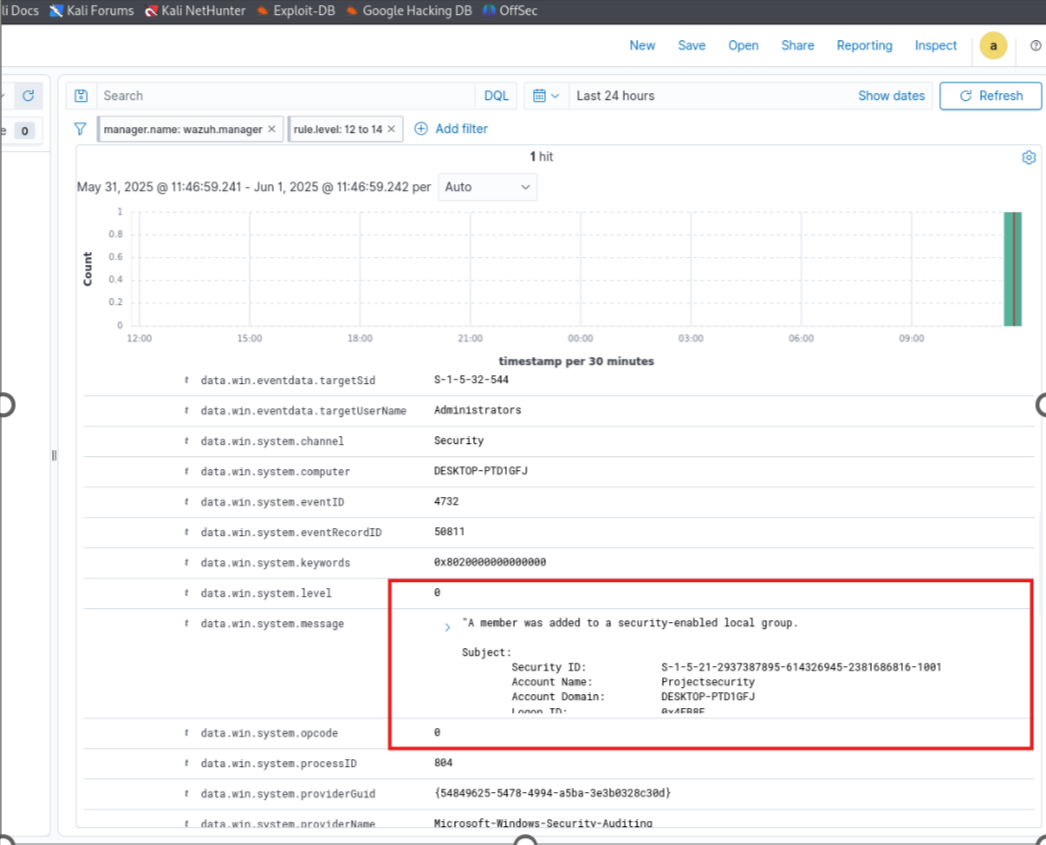 li Docs Kali Forums Kali NetHunter Exploit-DB Google Hacking DB OffSec
New Save Open Share Reporting Inspect a
Search DQL Last 24 hours Show dates Refresh
e 0 manager.name: wazuh.manager × rule.level: 12 to 14 × Add filter
1 hit
May 31, 2025 @ 11:46:59.241 - Jun 1, 2025 @ 11:46:59.242 per Auto
Count
1
0.8
0.6
0.4
0.2
0
12:00 15:00 18:00 21:00 00:00 03:00 06:00 09:00
timestamp per 30 minutes
t data.win.eventdata.targetSid S-1-5-32-544
t data.win.eventdata.targetUserName Administrators
t data.win.system.channel Security
t data.win.system.computer DESKTOP-PTD1GFJ
t data.win.system.eventID 4732
t data.win.system.eventRecordID 50811
t data.win.system.keywords 0x8020000000000000
t data.win.system.level 0
t data.win.system.message "A member was added to a security-enabled local group.
Subject:
Security ID: S-1-5-21-2937387895-614326945-2381686816-1001
Account Name: Projectsecurity
Account Domain: DESKTOP-PTD1GFJ
Logon ID:
t data.win.system.opcode 0
t data.win.system.processID 804
t data.win.system.providerGuid {54849625-5478-4994-a5ba-3e3b0328c30d}
t data.win.system.providerName Microsoft-Windows-Security-Auditing